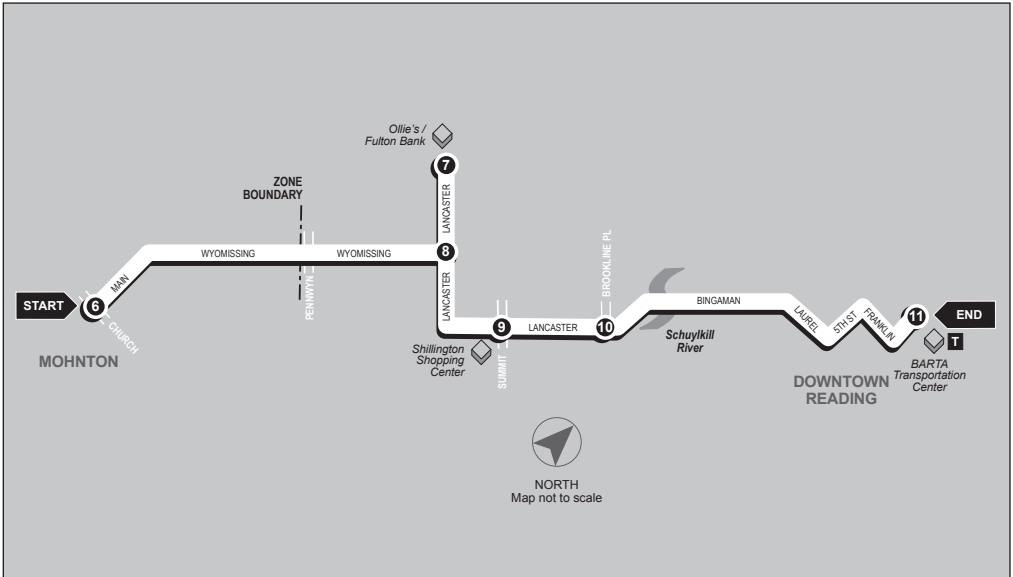 Ollie's /
Fulton Bank
7
LANCASTER
ZONE
BOUNDARY
WYOMISSING
WYOMISSING
8
MAIN
START
6
CHURCH
MOHNTON
PENNWYN
LANCASTER
9
LANCASTER
10
BROOKLINE PL
Shillington
Shopping
Center
SUMMIT
BINGAMAN
Schuylkill
River
LAUREL
5TH ST
FRANKLIN
11
END
T
BARTA
Transportation
Center
DOWNTOWN
READING
NORTH
Map not to scale